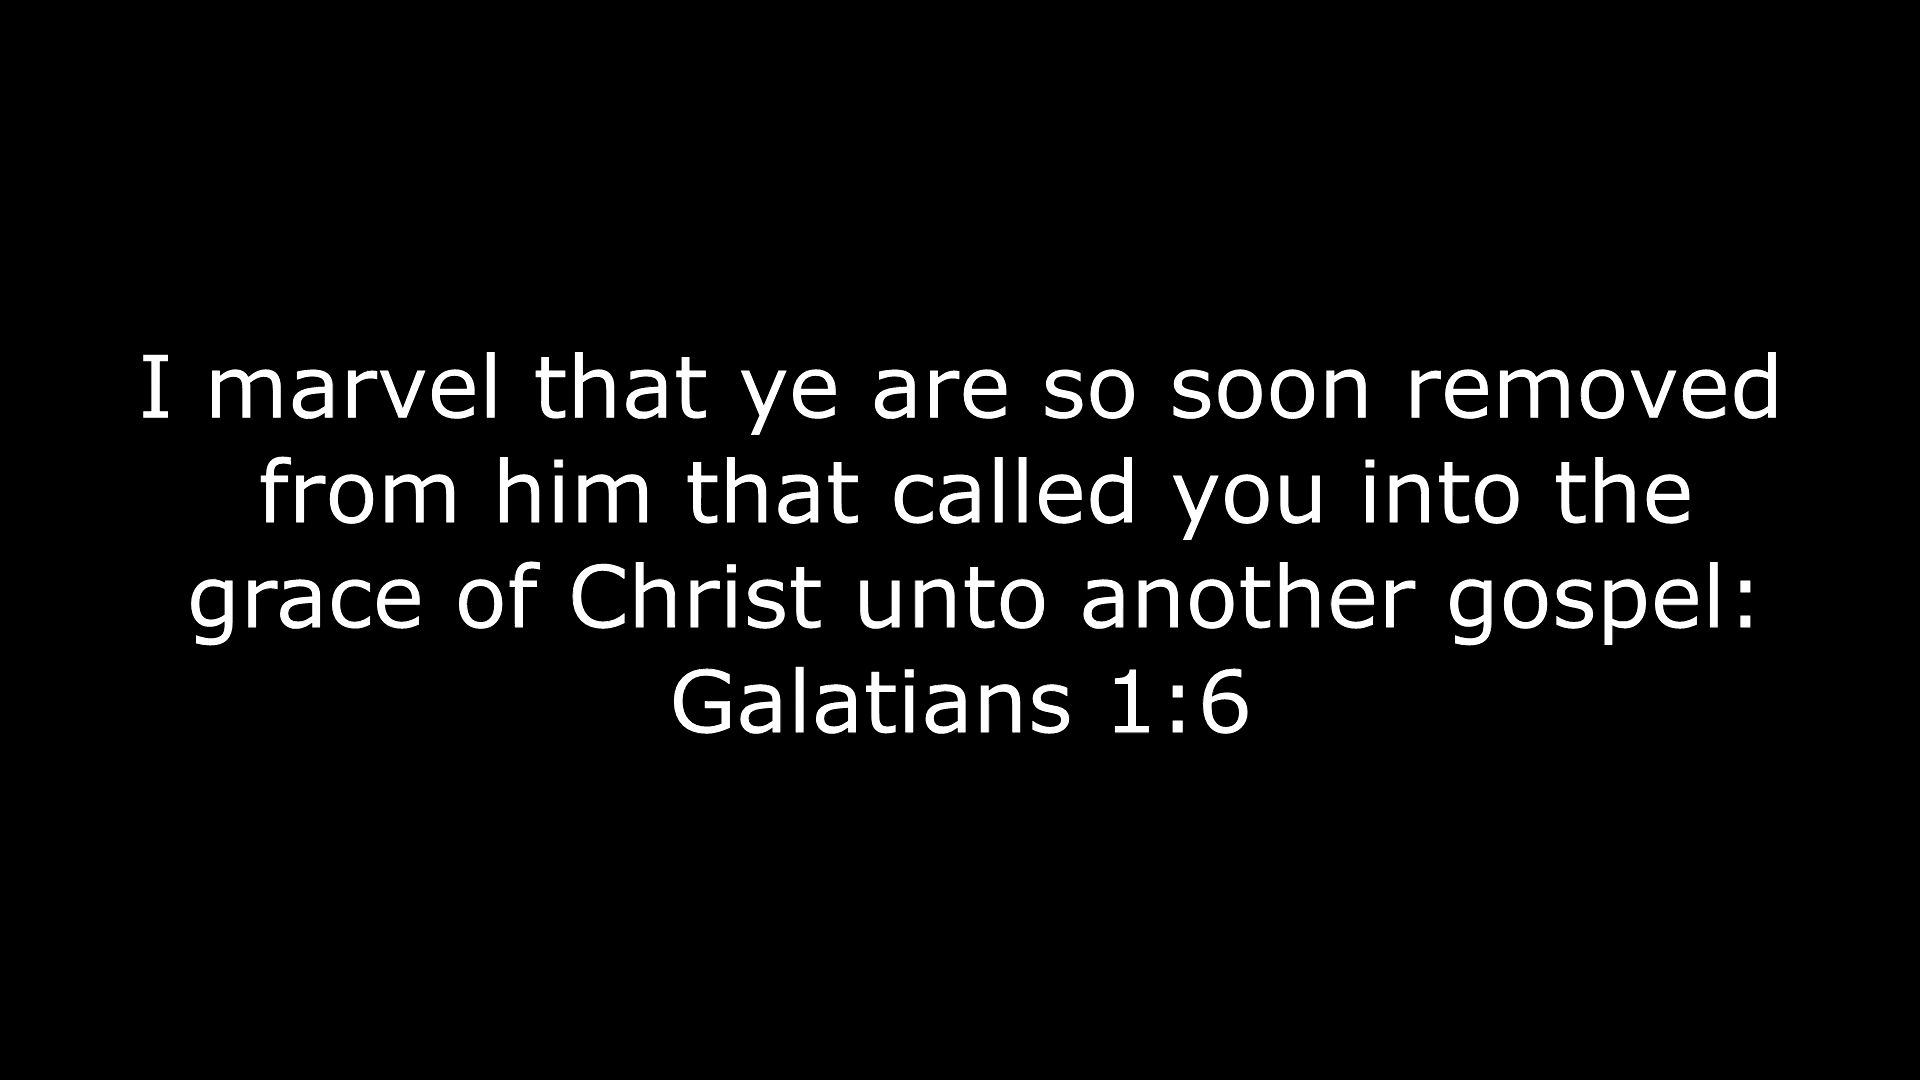 I marvel that ye are so soon removed
from him that called you into the
grace of Christ unto another gospel:
Galatians 1:6